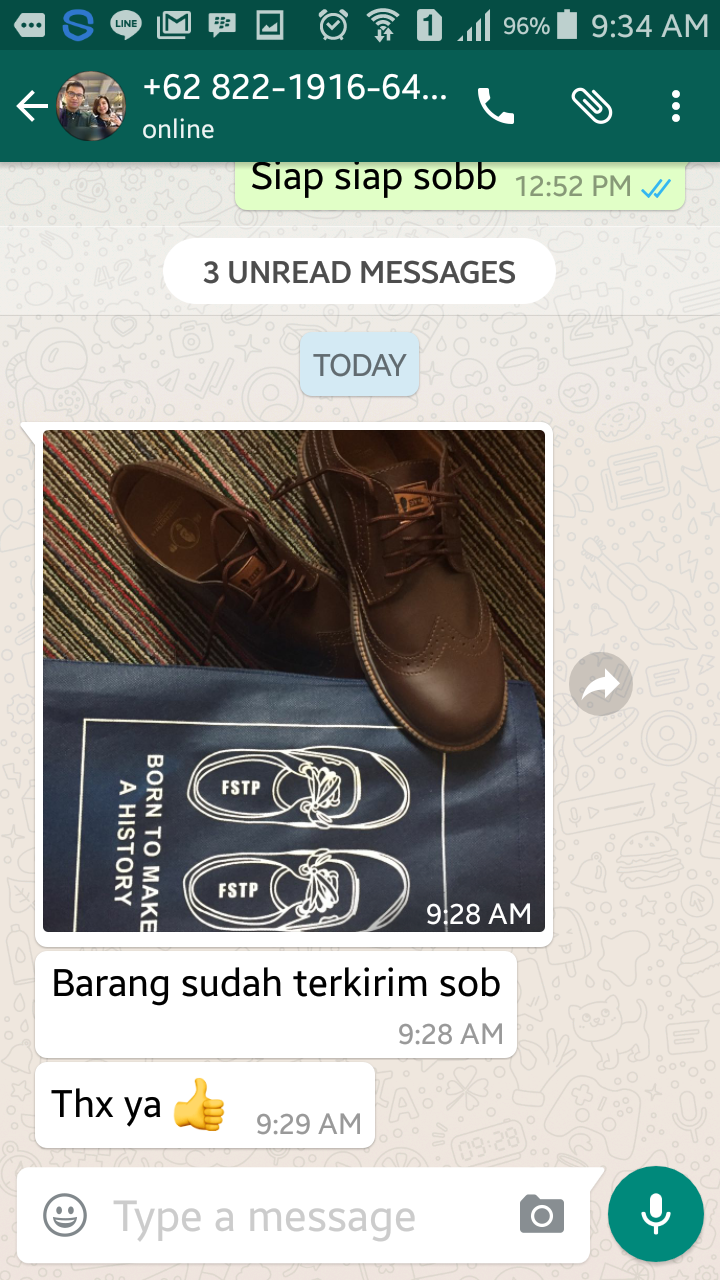 LINE
1
96%
9:34 AM
+62 822-1916-64...
online
Siap siap sobb
12:52 PM
3 UNREAD MESSAGES
TODAY
BORN TO MAKE
A HISTORY
FSTP
FSTP
9:28 AM
Barang sudah terkirim sob
9:28 AM
Thx ya 👍
9:29 AM
Type a message